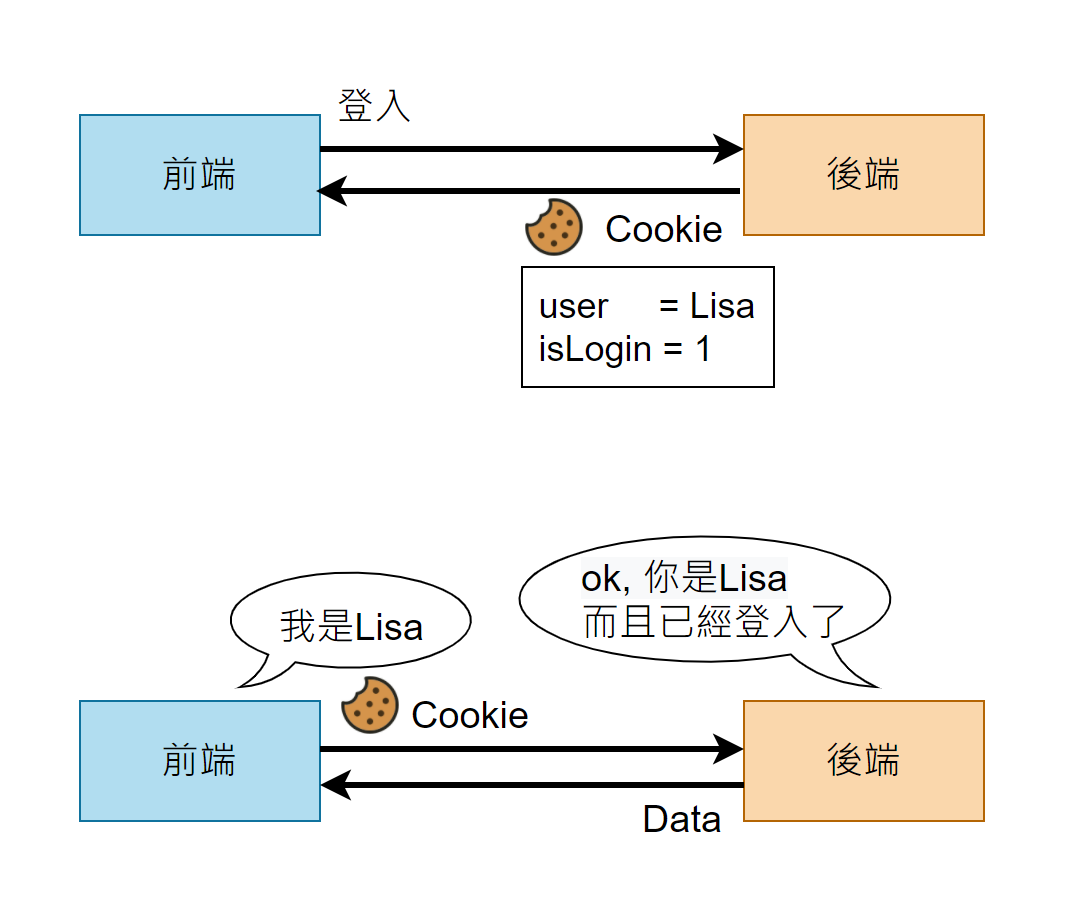 登入
前端
後端
Cookie
user = Lisa
isLogin = 1
我是Lisa
ok, 你是Lisa
而且已經登入了
Cookie
前端
後端
Data